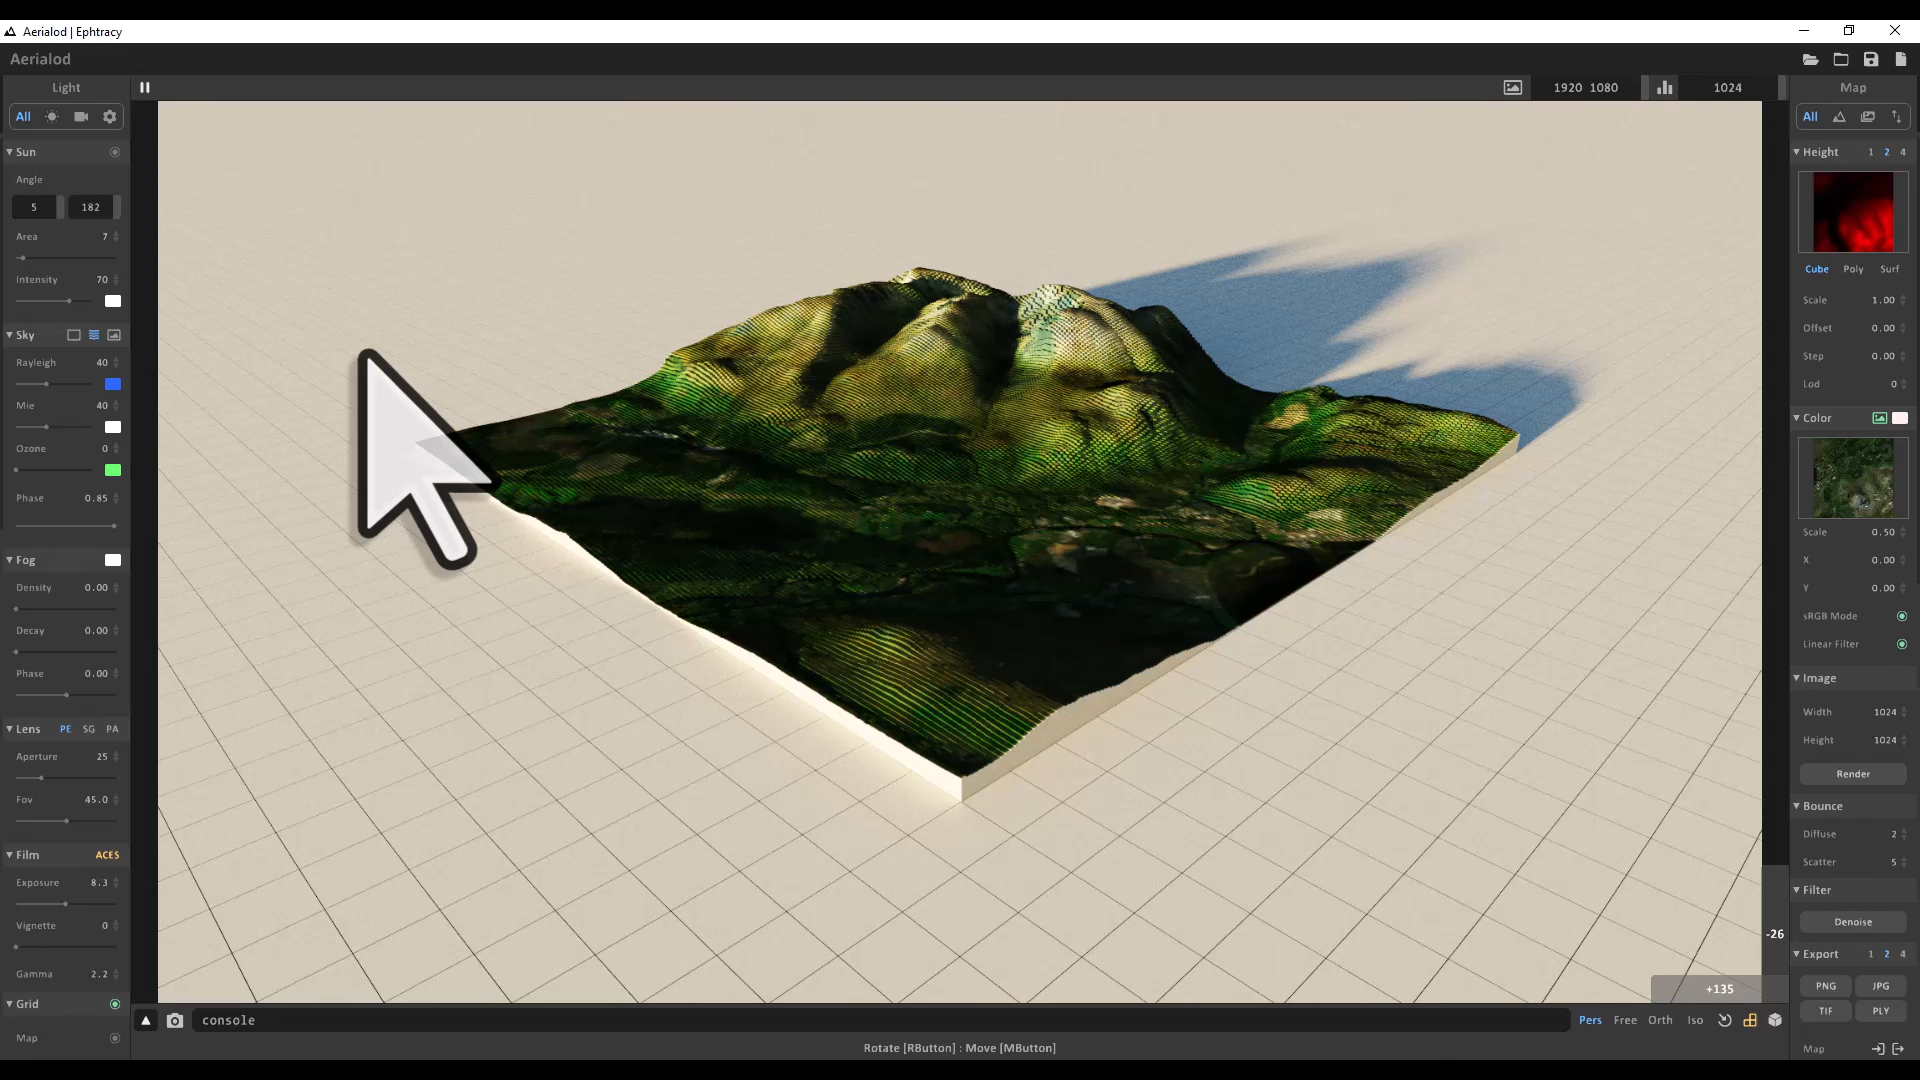 Aerialod | Ephtracy
Aerialod
Light
1920 1080
1024
Map
All
All
Sun
Height 1 2 4
Angle
5 182
Area 7
Cube Poly Surf
Intensity 70
Scale 1.00
Offset 0.00
Sky
Step 0.00
Rayleigh 40
Lod 0
Mie 40
Color
Ozone 0
Phase 0.85
Scale 0.50
Fog
X 0.00
Density 0.00
Y 0.00
sRGB Mode
Decay 0.00
Linear Filter
Phase 0.00
Image
Width 1024
Lens PE SG PA
Height 1024
Aperture 25
Render
Fov 45.0
Bounce
Diffuse 2
Film ACES
Scatter 5
Exposure 8.3
Filter
Vignette 0
Denoise
-26
Export 1 2 4
Gamma 2.2
PNG JPG
+135
Grid
TIF PLY
console
Pers Free Orth Iso
Map
Rotate [RButton] : Move [MButton]
Map